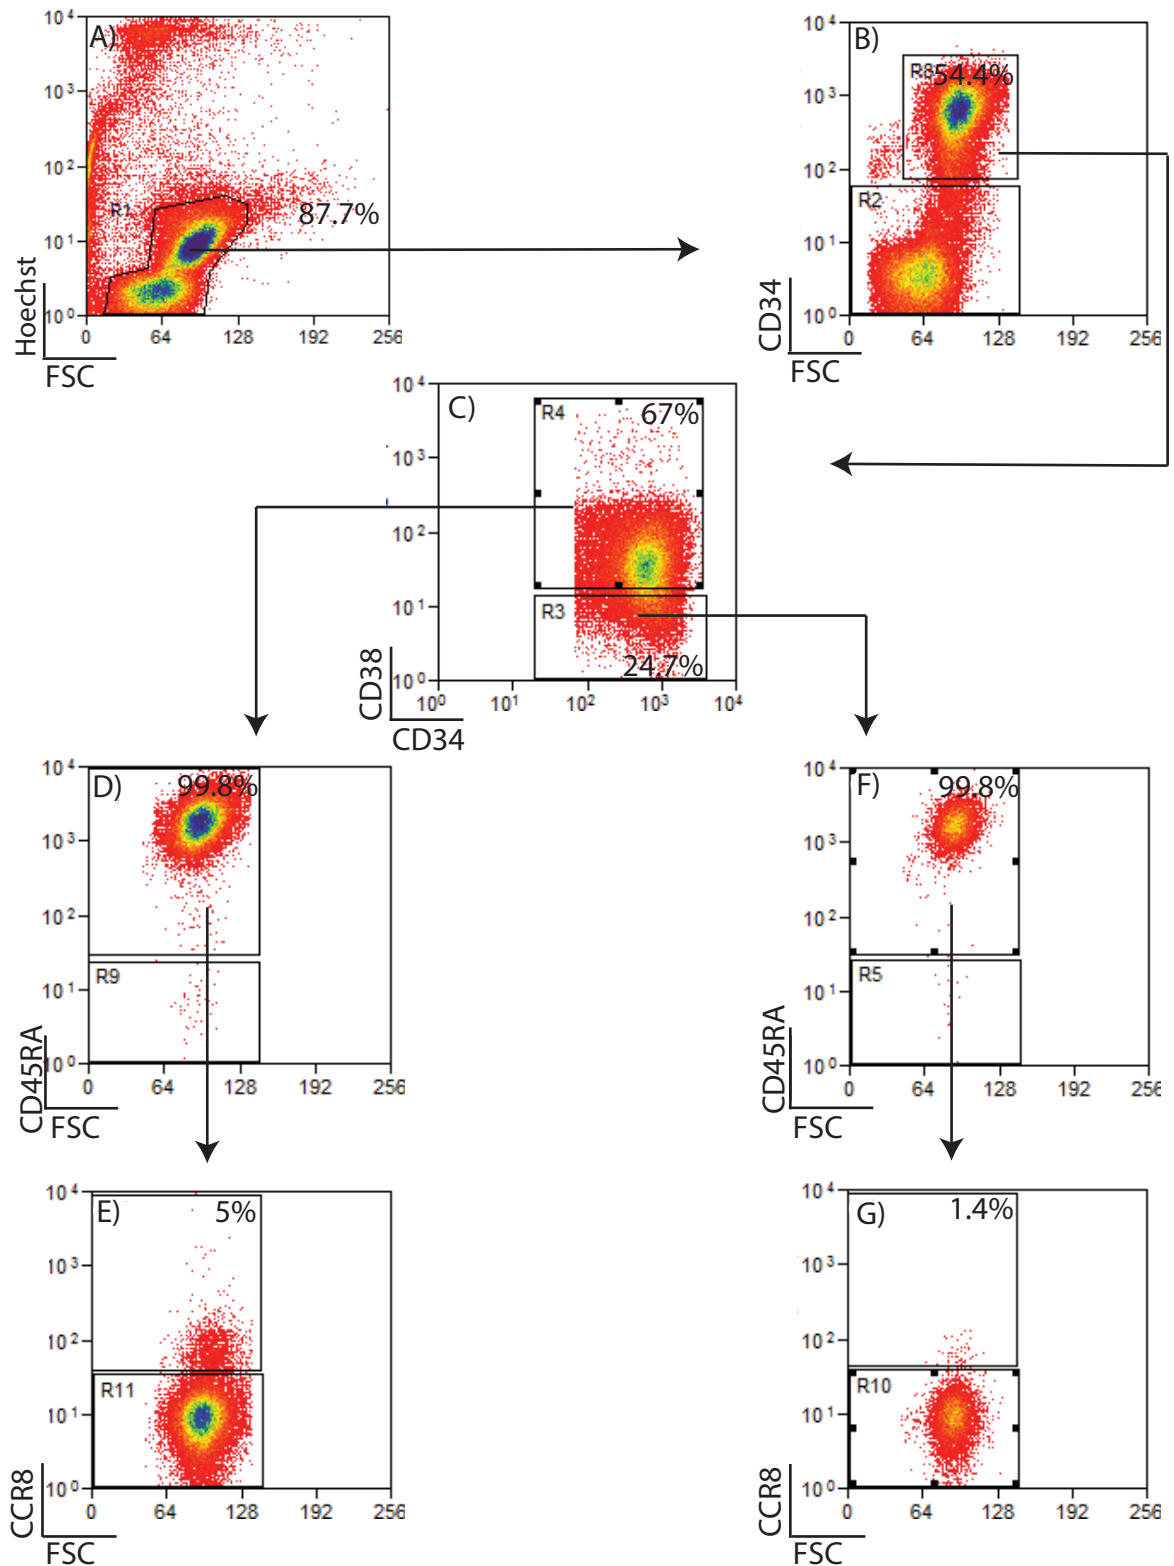 A)
10⁴
10³
10²
10¹
10⁰
R1
87.7%
0 64 128 192 256
Hoechst
FSC
B)
10⁴
10³
10²
10¹
10⁰
54.4%
R2
0 64 128 192 256
CD34
FSC
C)
10⁴
10³
10²
10¹
10⁰
R4
67%
R3
24.7%
10⁰ 10¹ 10² 10³ 10⁴
CD38
CD34
D)
10⁴
10³
10²
10¹
10⁰
99.8%
R9
0 64 128 192 256
CD45RA
FSC
F)
10⁴
10³
10²
10¹
10⁰
99.8%
R5
0 64 128 192 256
CD45RA
FSC
E)
10⁴
10³
10²
10¹
10⁰
5%
R11
0 64 128 192 256
CCR8
FSC
G)
10⁴
10³
10²
10¹
10⁰
1.4%
R10
0 64 128 192 256
CCR8
FSC